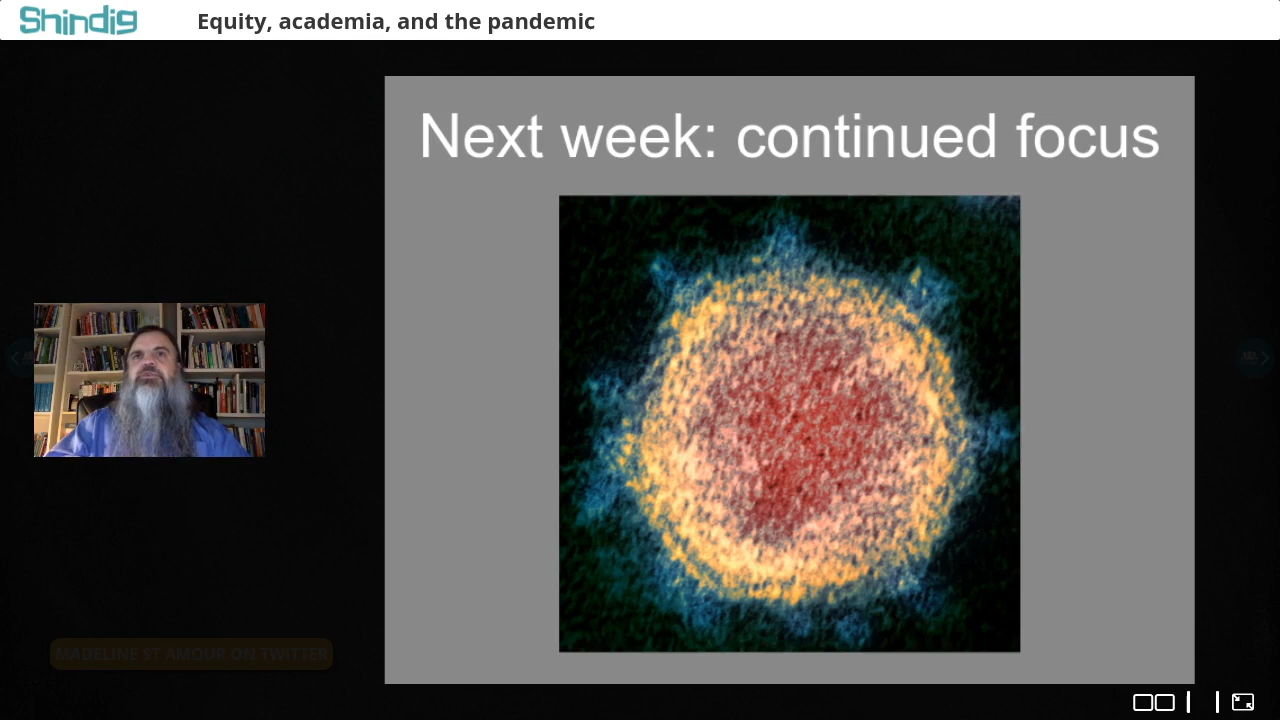 Shindig
Equity, academia, and the pandemic
Next week: continued focus
MADELINE ST AMOUR ON TWITTER